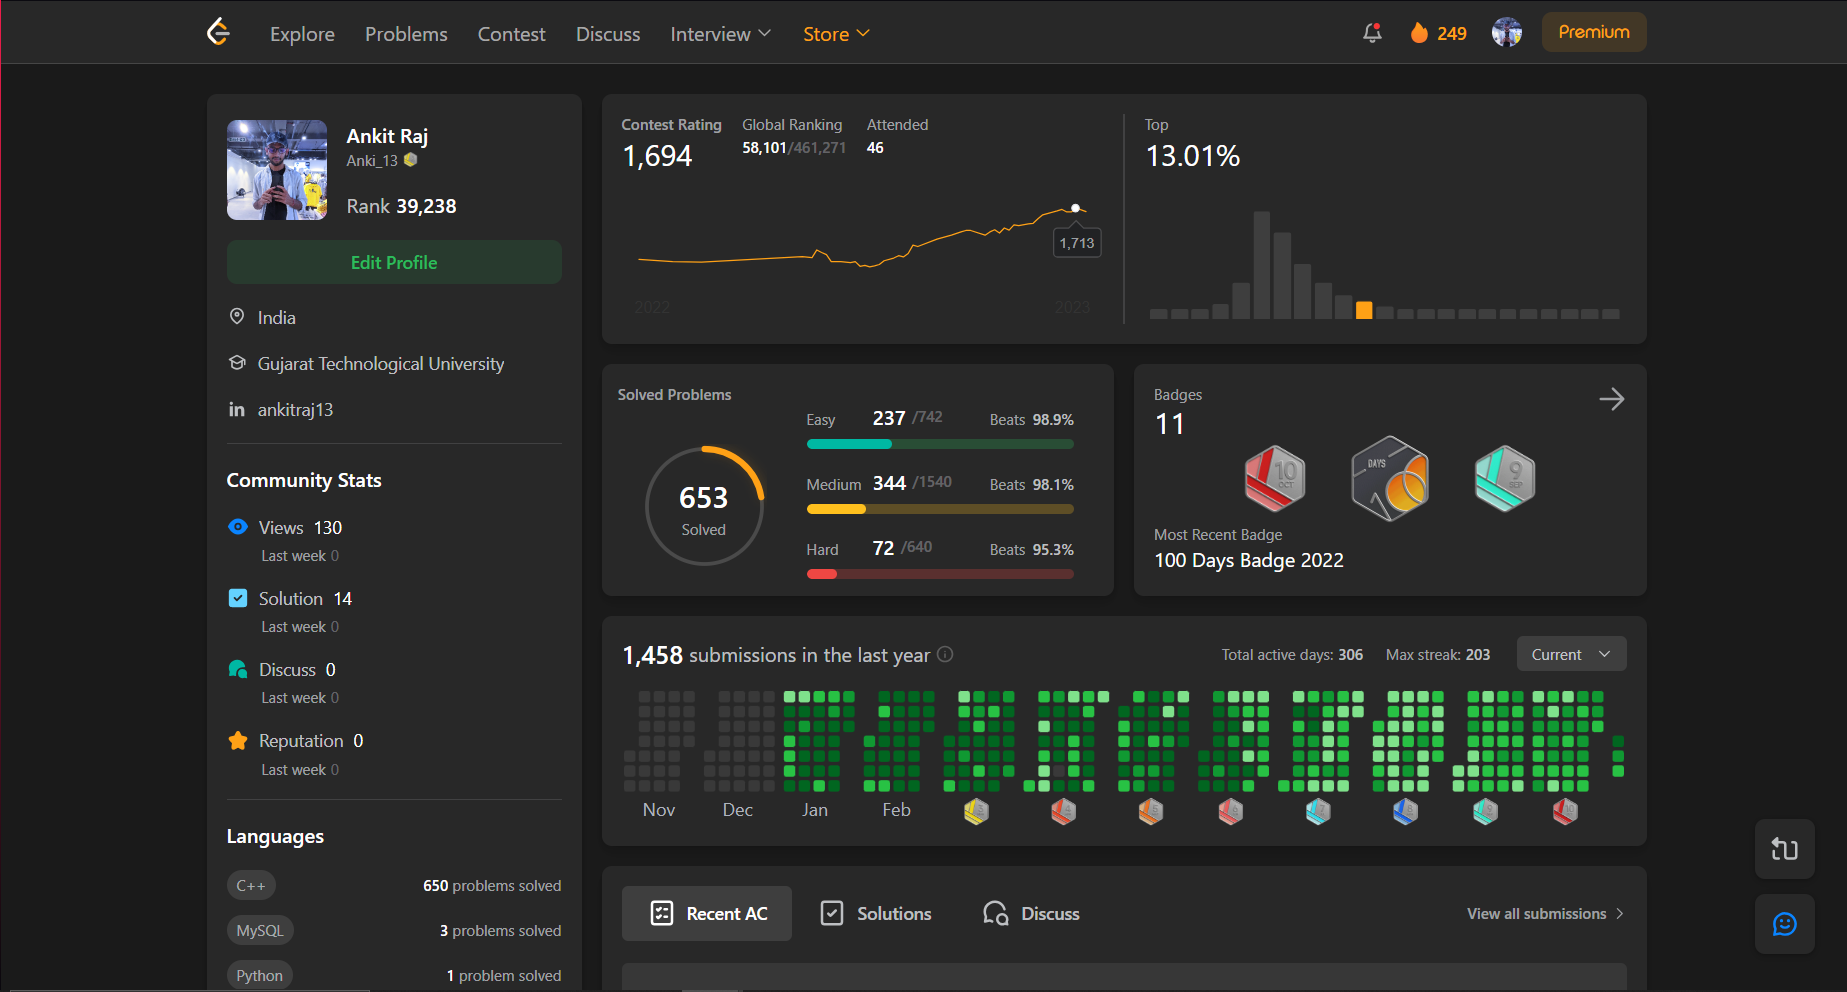 Explore Problems Contest Discuss Interview Store 249 Premium
Ankit Raj
Anki_13
Rank 39,238
Edit Profile
India
Gujarat Technological University
in ankitraj13
Community Stats
Views 130
Last week 0
Solution 14
Last week 0
Discuss 0
Last week 0
Reputation 0
Last week 0
Languages
C++ 650 problems solved
MySQL 3 problems solved
Python 1 problem solved
Contest Rating Global Ranking Attended
1,694 58,101/461,271 46
1,713
2022 2023
Top
13.01%
Solved Problems
653
Solved
Easy 237 /742 Beats 98.9%
Medium 344 /1540 Beats 98.1%
Hard 72 /640 Beats 95.3%
Badges
11
10
OCT
DAYS
9
SEP
Most Recent Badge
100 Days Badge 2022
1,458 submissions in the last year Total active days: 306 Max streak: 203 Current
Nov Dec Jan Feb
Recent AC Solutions Discuss View all submissions